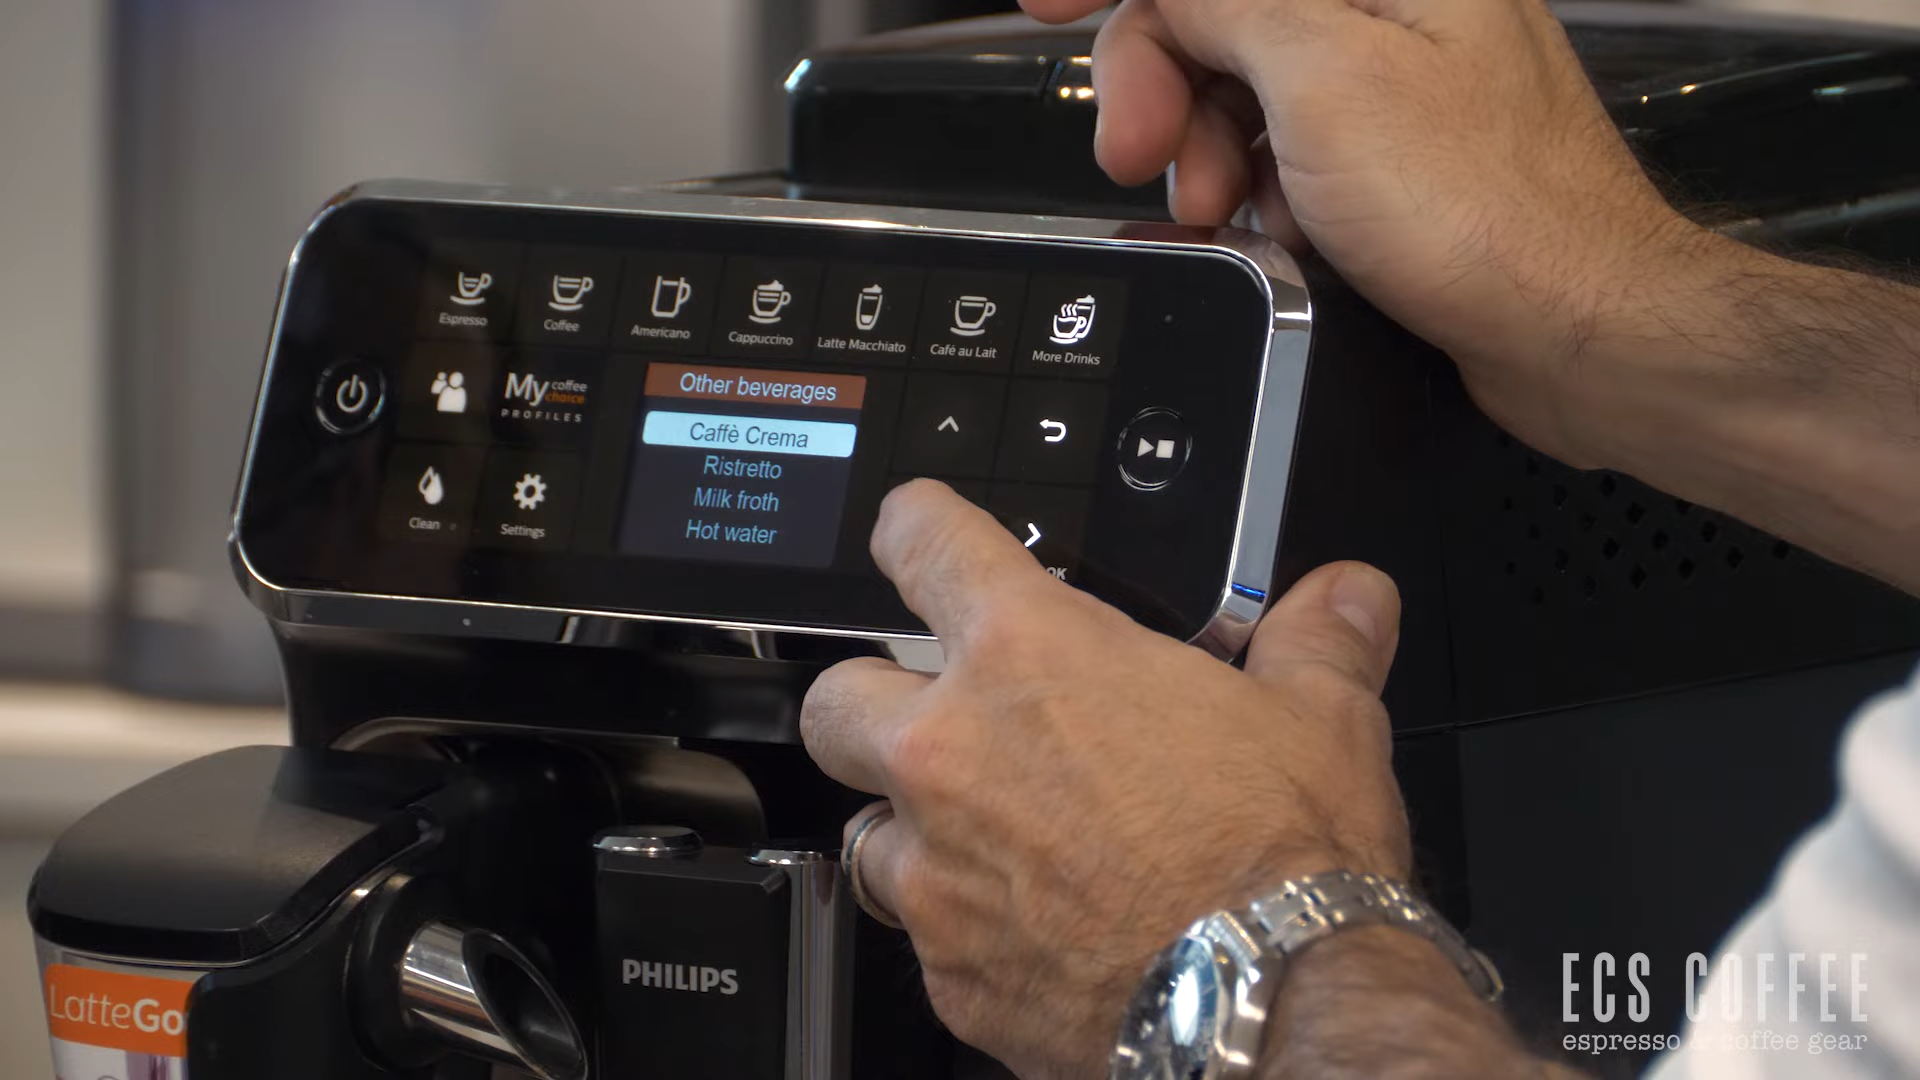 Espresso
Coffee
Americano
Cappuccino
Latte Macchiato
Café au Lait
More Drinks
My coffee choice
PROFILES
Other beverages
Caffè Crema
Ristretto
Milk froth
Hot water
Clean
Settings
OK
PHILIPS
LatteGo
ECS COFFEE
espresso & coffee gear